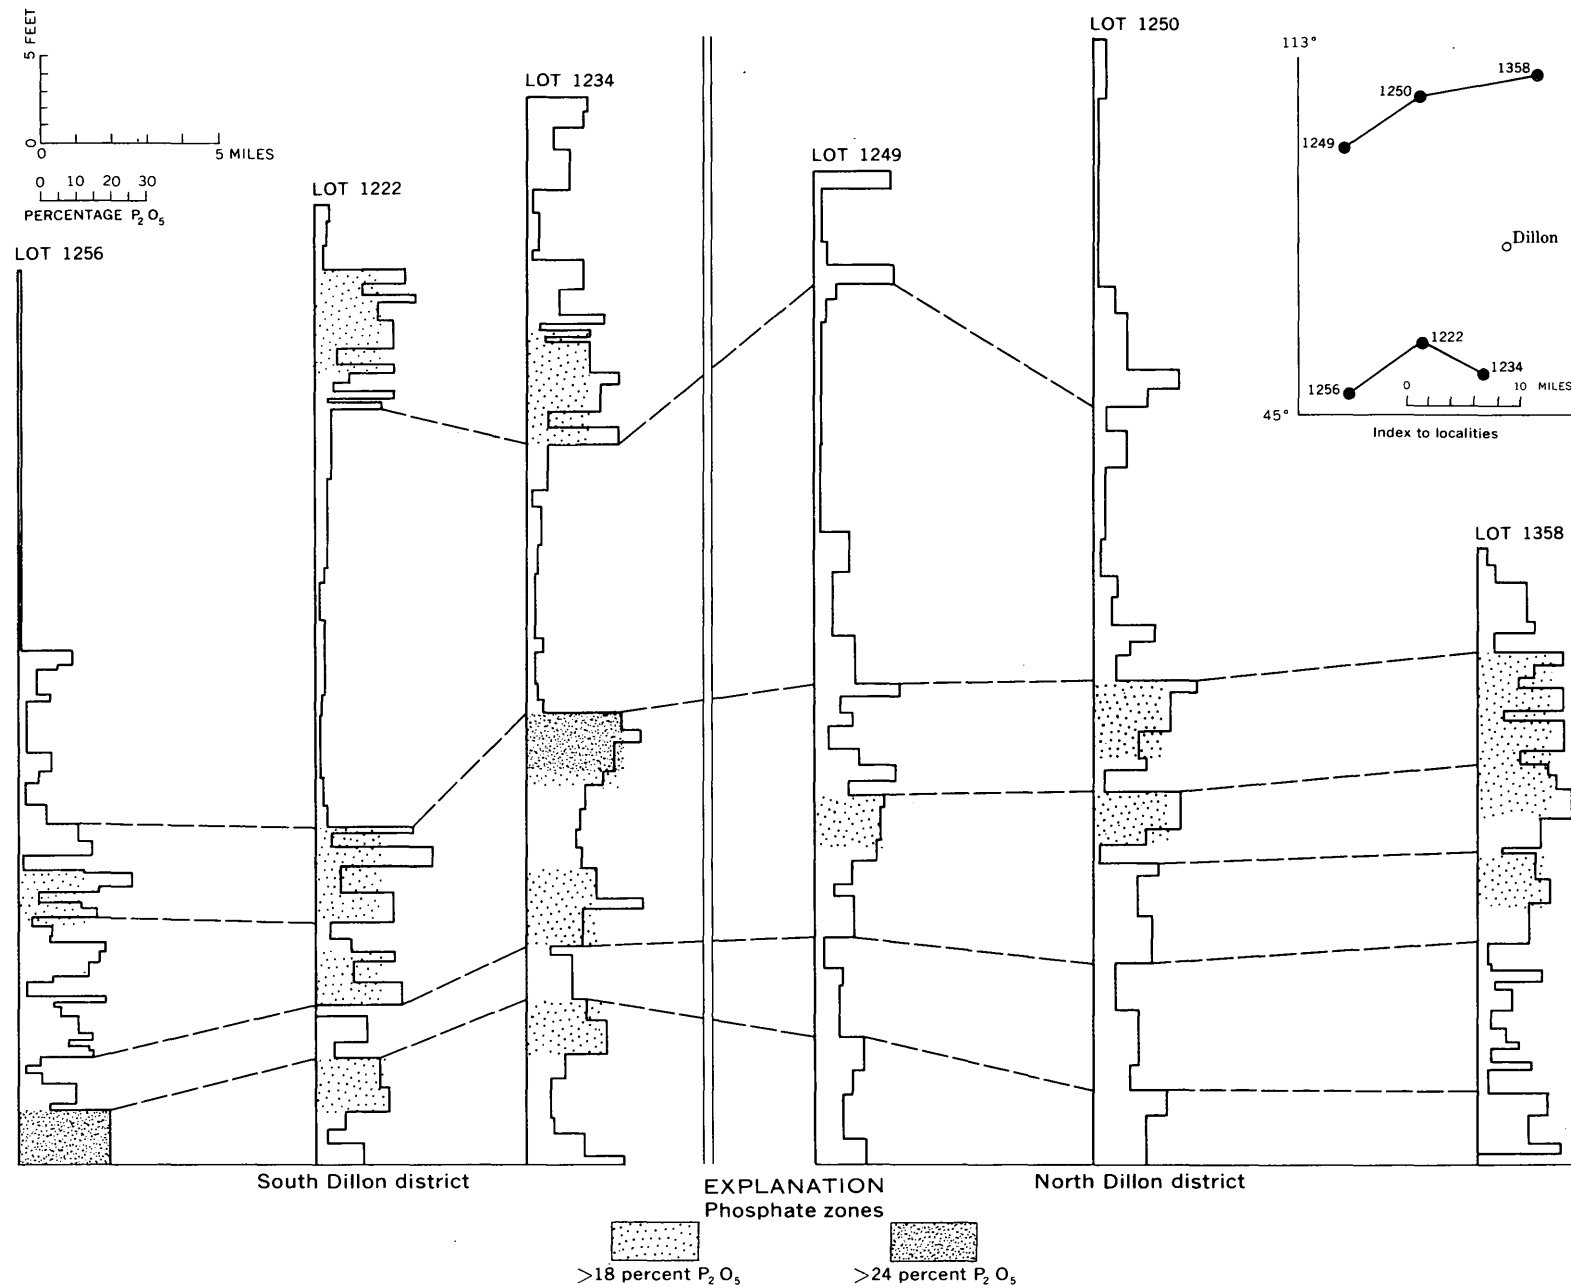 5 FEET
0
0 5 MILES
0 10 20 30
PERCENTAGE P₂O₅
LOT 1256
LOT 1222
LOT 1234
LOT 1249
LOT 1250
LOT 1358
113°
1358
1250
1249
Dillon
1222
1234
1256
0 10 MILES
45°
Index to localities
South Dillon district
North Dillon district
EXPLANATION
Phosphate zones
>18 percent P₂O₅
>24 percent P₂O₅